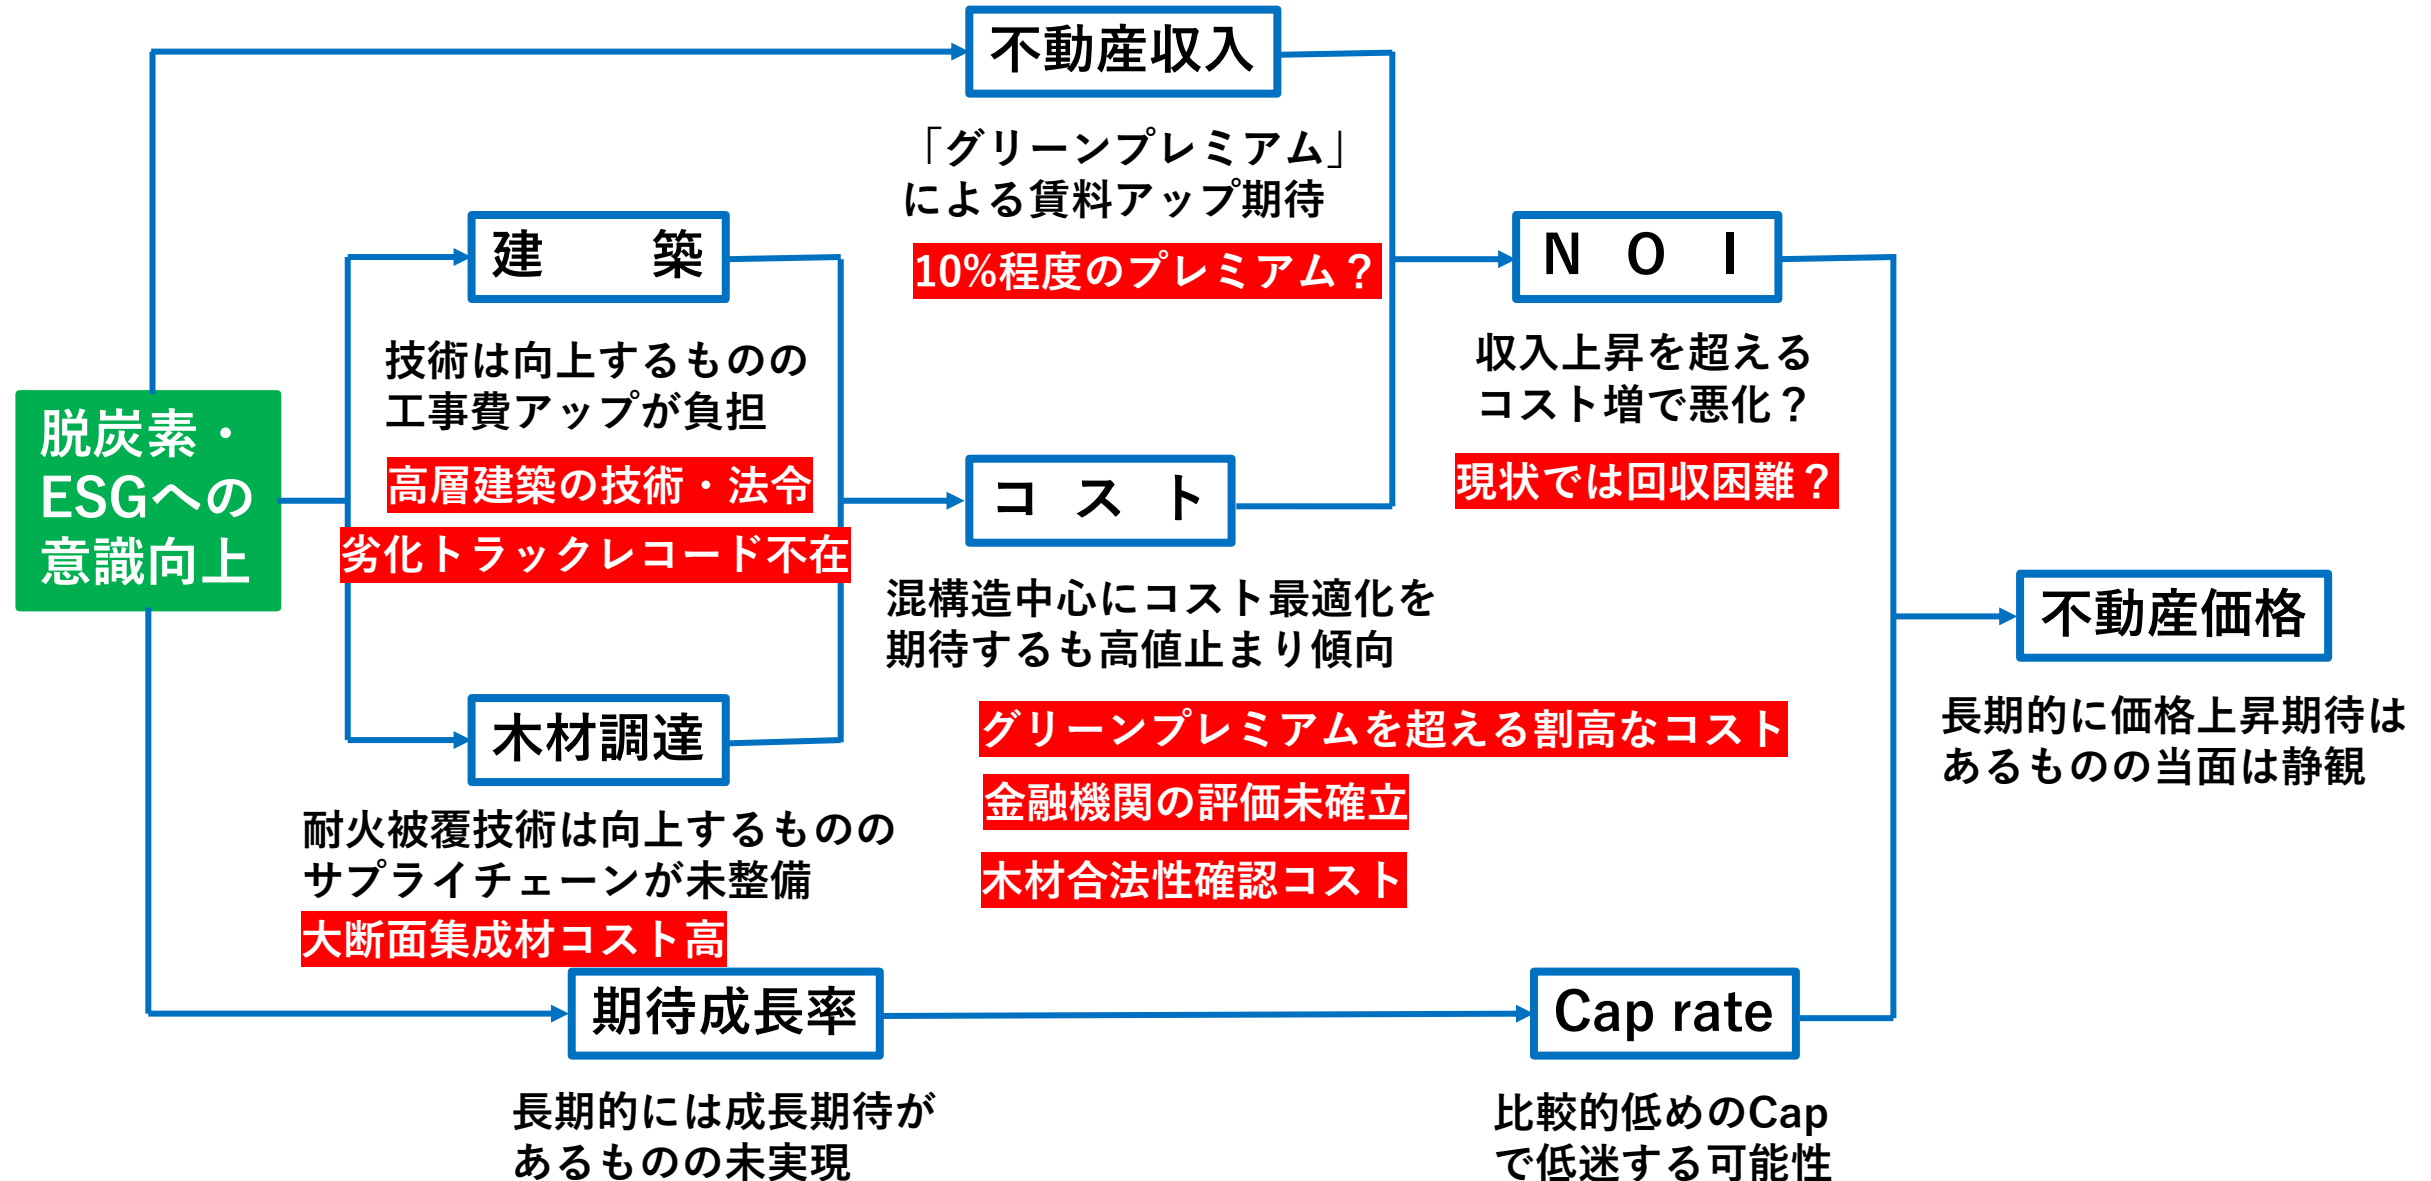 不動産収入
「グリーンプレミアム」
による賃料アップ期待
10%程度のプレミアム？
建　　築
技術は向上するものの
工事費アップが負担
高層建築の技術・法令
劣化トラックレコード不在
N　O　I
収入上昇を超える
コスト増で悪化？
現状では回収困難？
脱炭素・
ESGへの
意識向上
コ　ス　ト
混構造中心にコスト最適化を
期待するも高値止まり傾向
グリーンプレミアムを超える割高なコスト
金融機関の評価未確立
木材合法性確認コスト
不動産価格
長期的に価格上昇期待は
あるものの当面は静観
木材調達
耐火被覆技術は向上するものの
サプライチェーンが未整備
大断面集成材コスト高
期待成長率
長期的には成長期待が
あるものの未実現
Cap rate
比較的低めのCap
で低迷する可能性